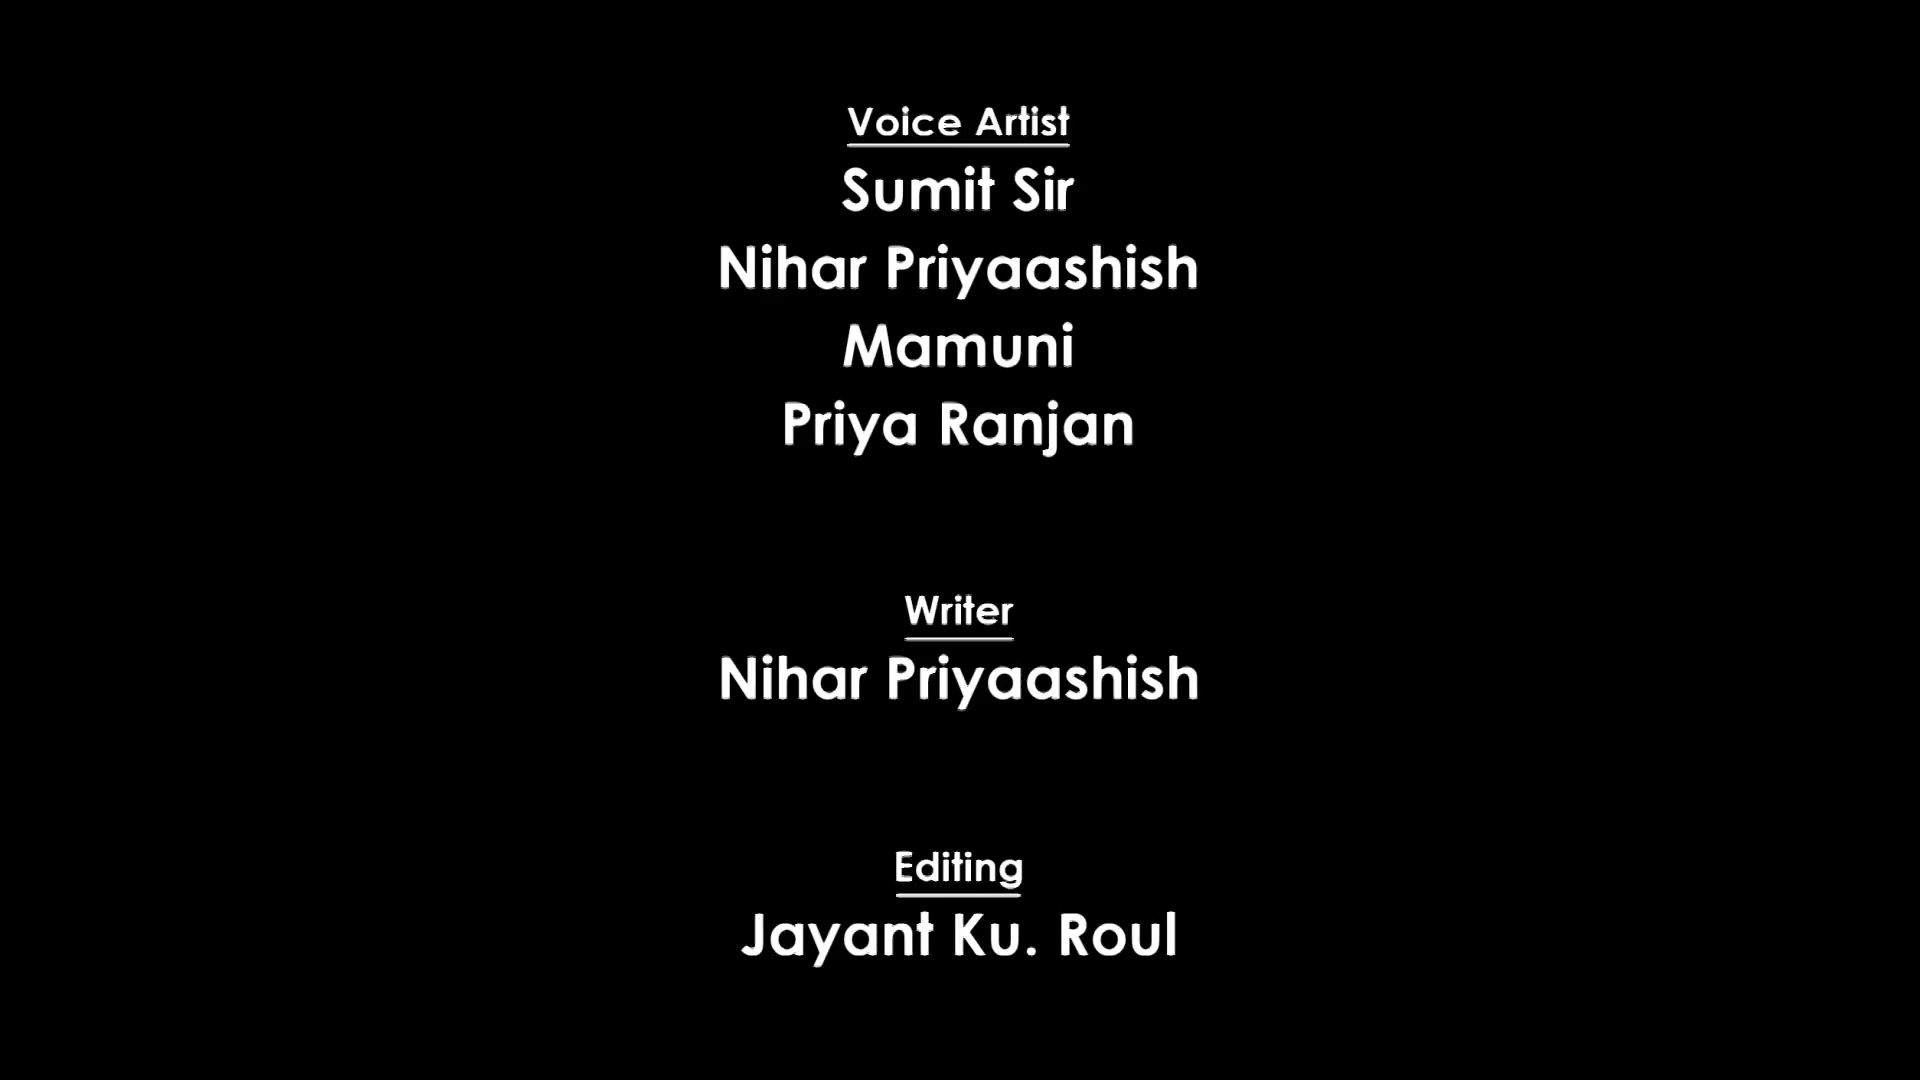 Voice Artist
Sumit Sir
Nihar Priyaashish
Mamuni
Priya Ranjan
Writer
Nihar Priyaashish
Editing
Jayant Ku. Roul